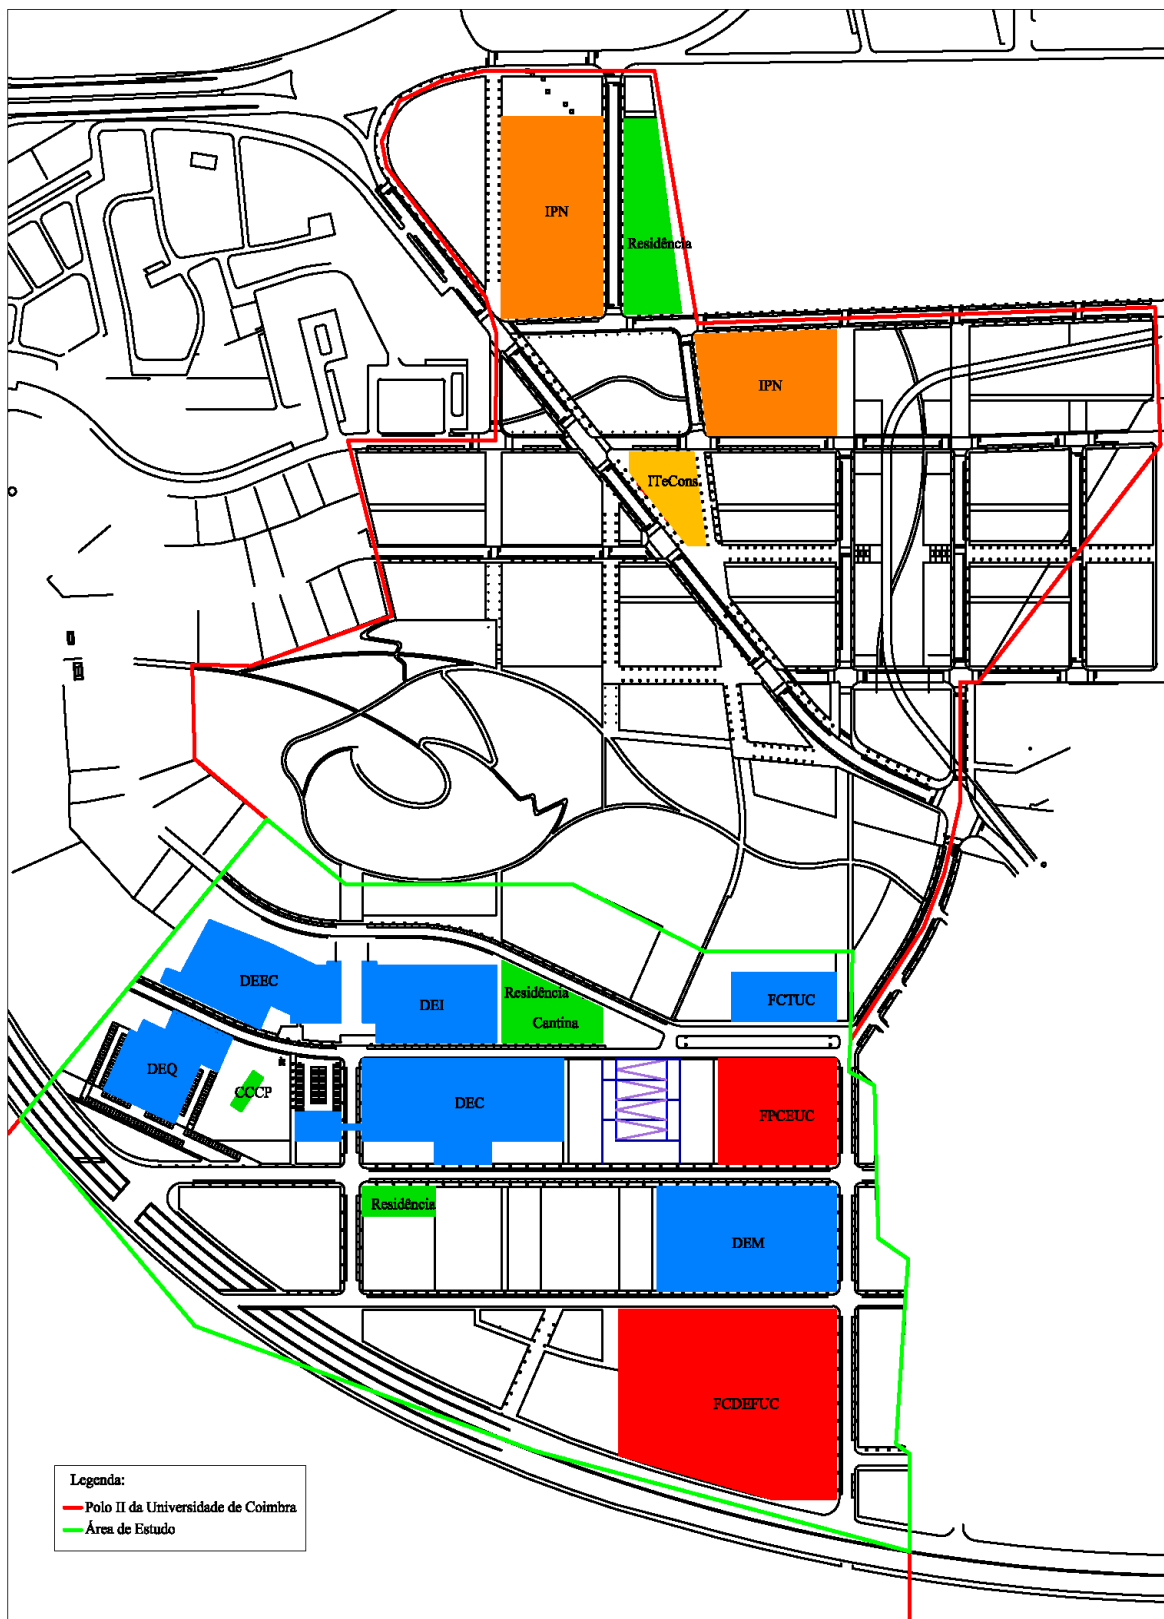 IPN
Residência
IPN
ITeCons
DEEC
DEI
Residência
Cantina
FCTUC
DEQ
CCCP
DEC
FPCEUC
Residência
DEM
FCDEFUC
Legenda:
Polo II da Universidade de Coimbra
Área de Estudo